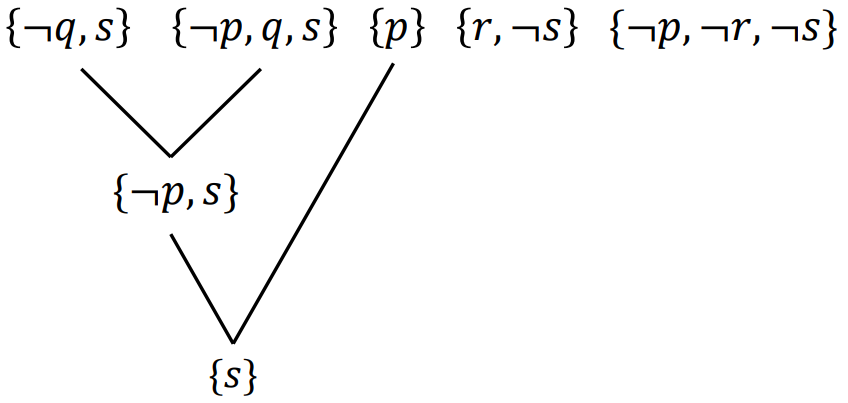 {¬q, s} {¬p, q, s} {p} {r, ¬s} {¬p, ¬r, ¬s}
{¬p, s}
{s}